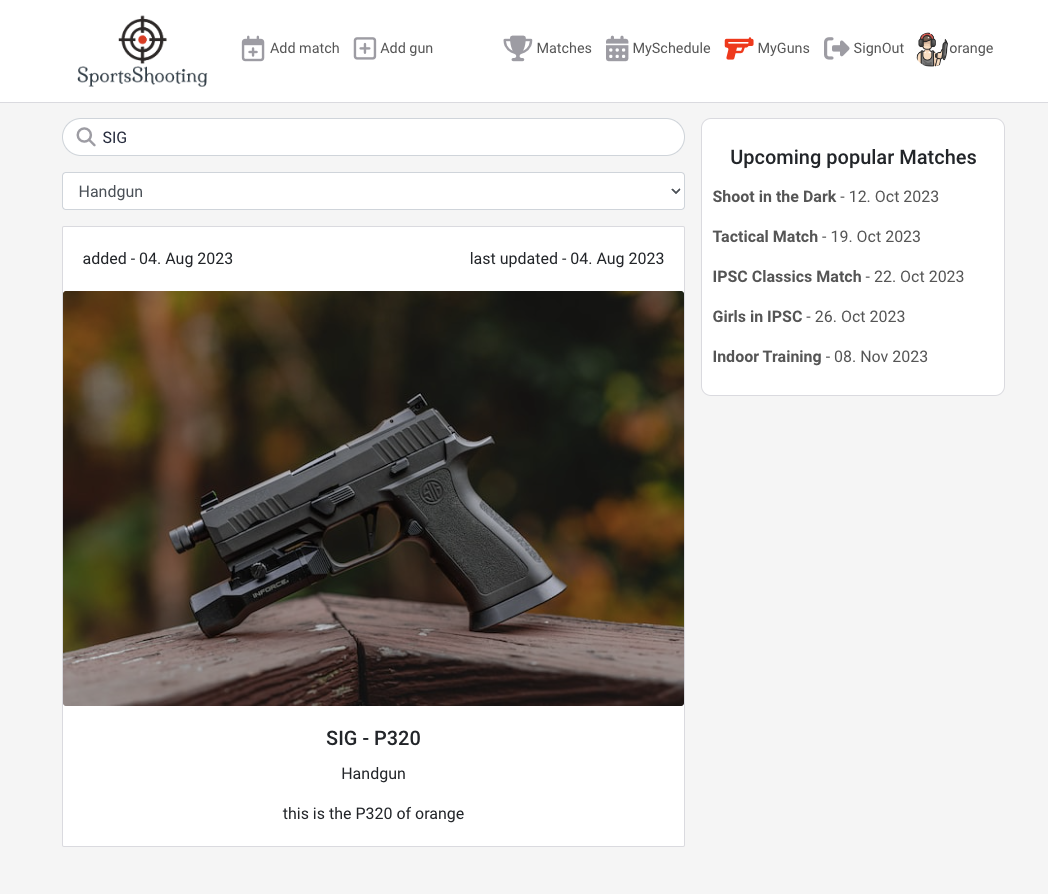 SportsShooting
Add match
Add gun
Matches
MySchedule
MyGuns
SignOut
orange
SIG
Handgun
added - 04. Aug 2023
last updated - 04. Aug 2023
SIG
INFORCE
SIG - P320
Handgun
this is the P320 of orange
Upcoming popular Matches
Shoot in the Dark - 12. Oct 2023
Tactical Match - 19. Oct 2023
IPSC Classics Match - 22. Oct 2023
Girls in IPSC - 26. Oct 2023
Indoor Training - 08. Nov 2023